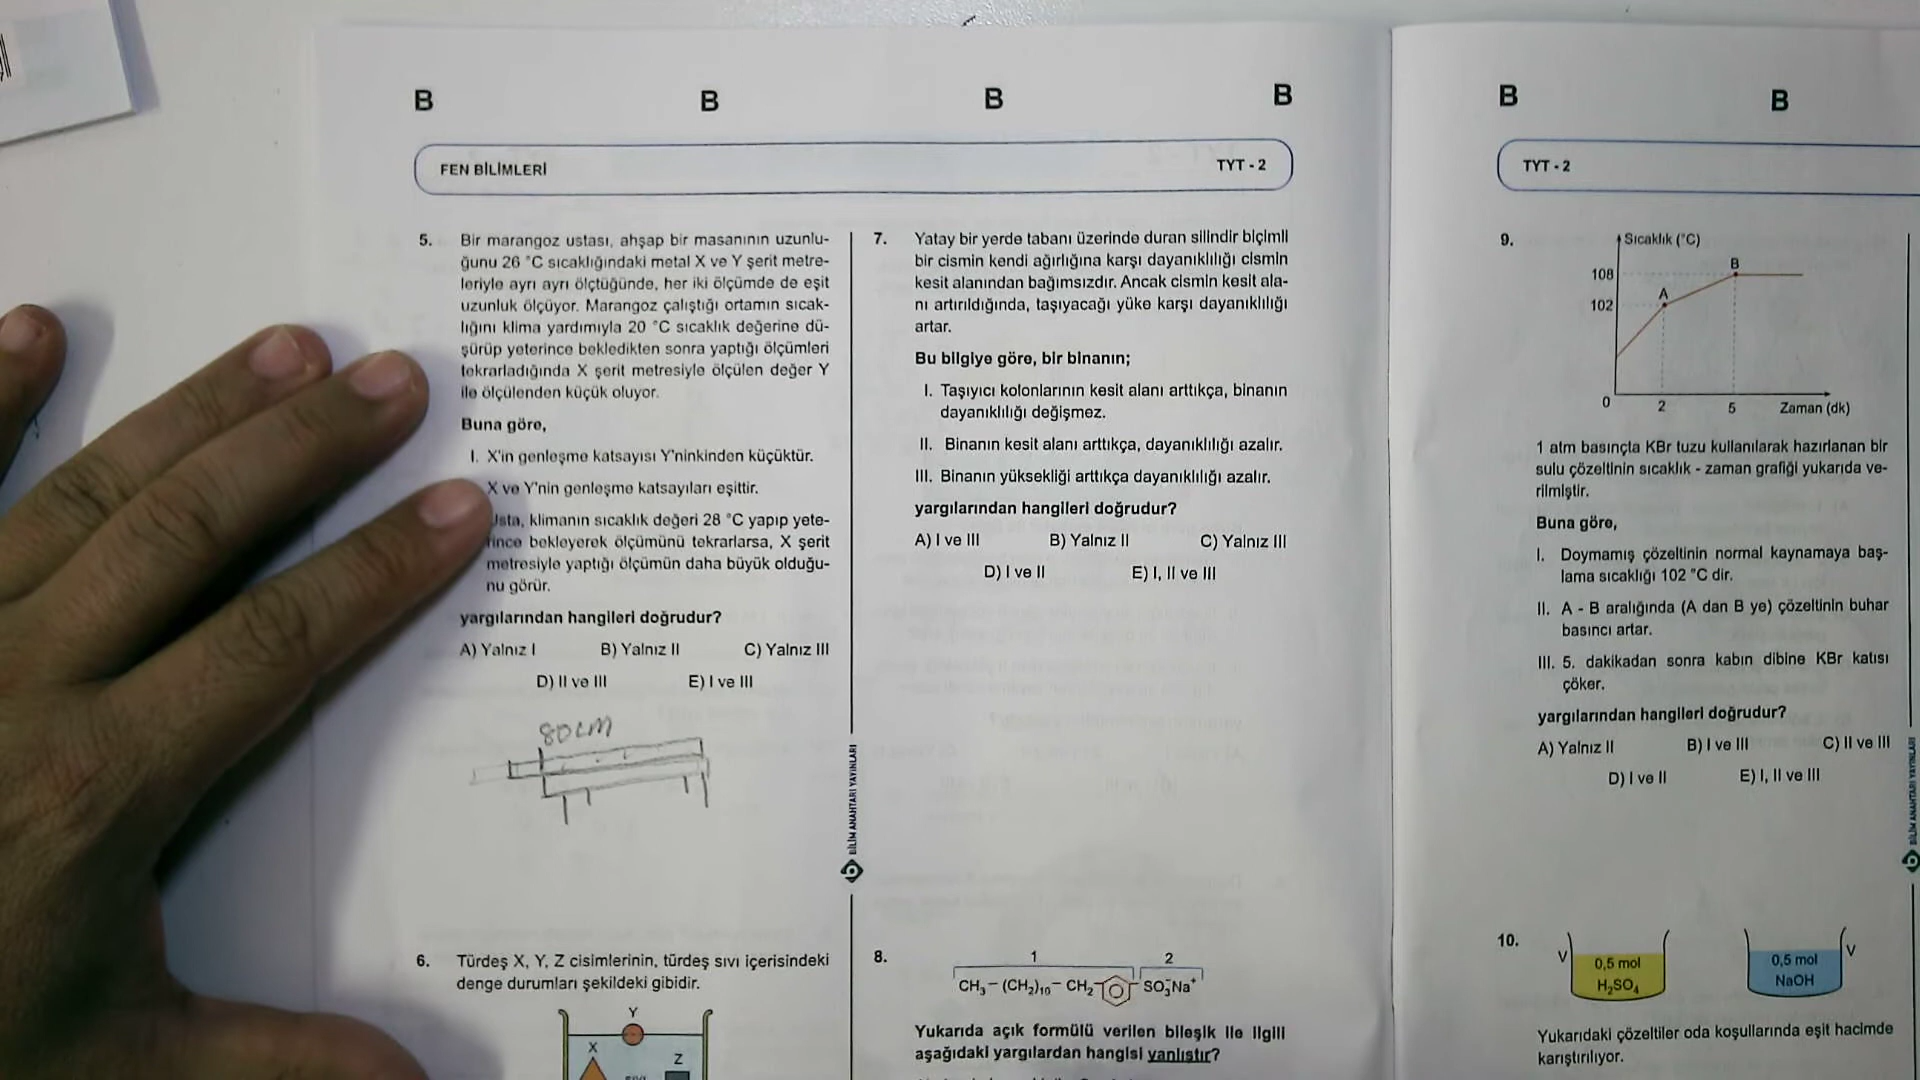 B B B B
FEN BİLİMLERİ TYT - 2
5. Bir marangoz ustası, ahşap bir masanının uzunlu-
ğunu 26 °C sıcaklığındaki metal X ve Y şerit metre-
leriyle ayrı ayrı ölçtüğünde, her iki ölçümde de eşit
uzunluk ölçüyor. Marangoz çalıştığı ortamın sıcak-
lığını klima yardımıyla 20 °C sıcaklık değerine dü-
şürüp yeterince bekledikten sonra yaptığı ölçümleri
tekrarladığında X şerit metresiyle ölçülen değer Y
ile ölçülenden küçük oluyor.
Buna göre,
I. X'in genleşme katsayısı Y'ninkinden küçüktür.
X ve Y'nin genleşme katsayıları eşittir.
Usta, klimanın sıcaklık değeri 28 °C yapıp yete-
rince bekleyerek ölçümünü tekrarlarsa, X şerit
metresiyle yaptığı ölçümün daha büyük olduğu-
nu görür.
yargılarından hangileri doğrudur?
A) Yalnız I B) Yalnız II C) Yalnız III
D) II ve III E) I ve III
80cm
6. Türdeş X, Y, Z cisimlerinin, türdeş sıvı içerisindeki
denge durumları şekildeki gibidir.
Y
X
Z
BİLİM ANAHTARI YAYINLARI
7. Yatay bir yerde tabanı üzerinde duran silindir biçimli
bir cismin kendi ağırlığına karşı dayanıklılığı cismin
kesit alanından bağımsızdır. Ancak cismin kesit ala-
nı artırıldığında, taşıyacağı yüke karşı dayanıklılığı
artar.
Bu bilgiye göre, bir binanın;
I. Taşıyıcı kolonlarının kesit alanı arttıkça, binanın
dayanıklılığı değişmez.
II. Binanın kesit alanı arttıkça, dayanıklılığı azalır.
III. Binanın yüksekliği arttıkça dayanıklılığı azalır.
yargılarından hangileri doğrudur?
A) I ve III B) Yalnız II C) Yalnız III
D) I ve II E) I, II ve III
8. 1 2
CH₃ – (CH₂)₁₀ – CH₂ SO₃⁻Na⁺
Yukarıda açık formülü verilen bileşik ile ilgili
aşağıdaki yargılardan hangisi yanlıştır?
B B
TYT - 2
9. Sıcaklık (°C)
108
102
A
B
0 2 5 Zaman (dk)
1 atm basınçta KBr tuzu kullanılarak hazırlanan bir
sulu çözeltinin sıcaklık - zaman grafiği yukarıda ve-
rilmiştir.
Buna göre,
I. Doymamış çözeltinin normal kaynamaya baş-
lama sıcaklığı 102 °C dir.
II. A - B aralığında (A dan B ye) çözeltinin buhar
basıncı artar.
III. 5. dakikadan sonra kabın dibine KBr katısı
çöker.
yargılarından hangileri doğrudur?
A) Yalnız II B) I ve III C) II ve III
D) I ve II E) I, II ve III
BİLİM ANAHTARI YAYINLARI
10. V 0,5 mol H₂SO₄ 0,5 mol NaOH V
Yukarıdaki çözeltiler oda koşullarında eşit hacimde
karıştırılıyor.